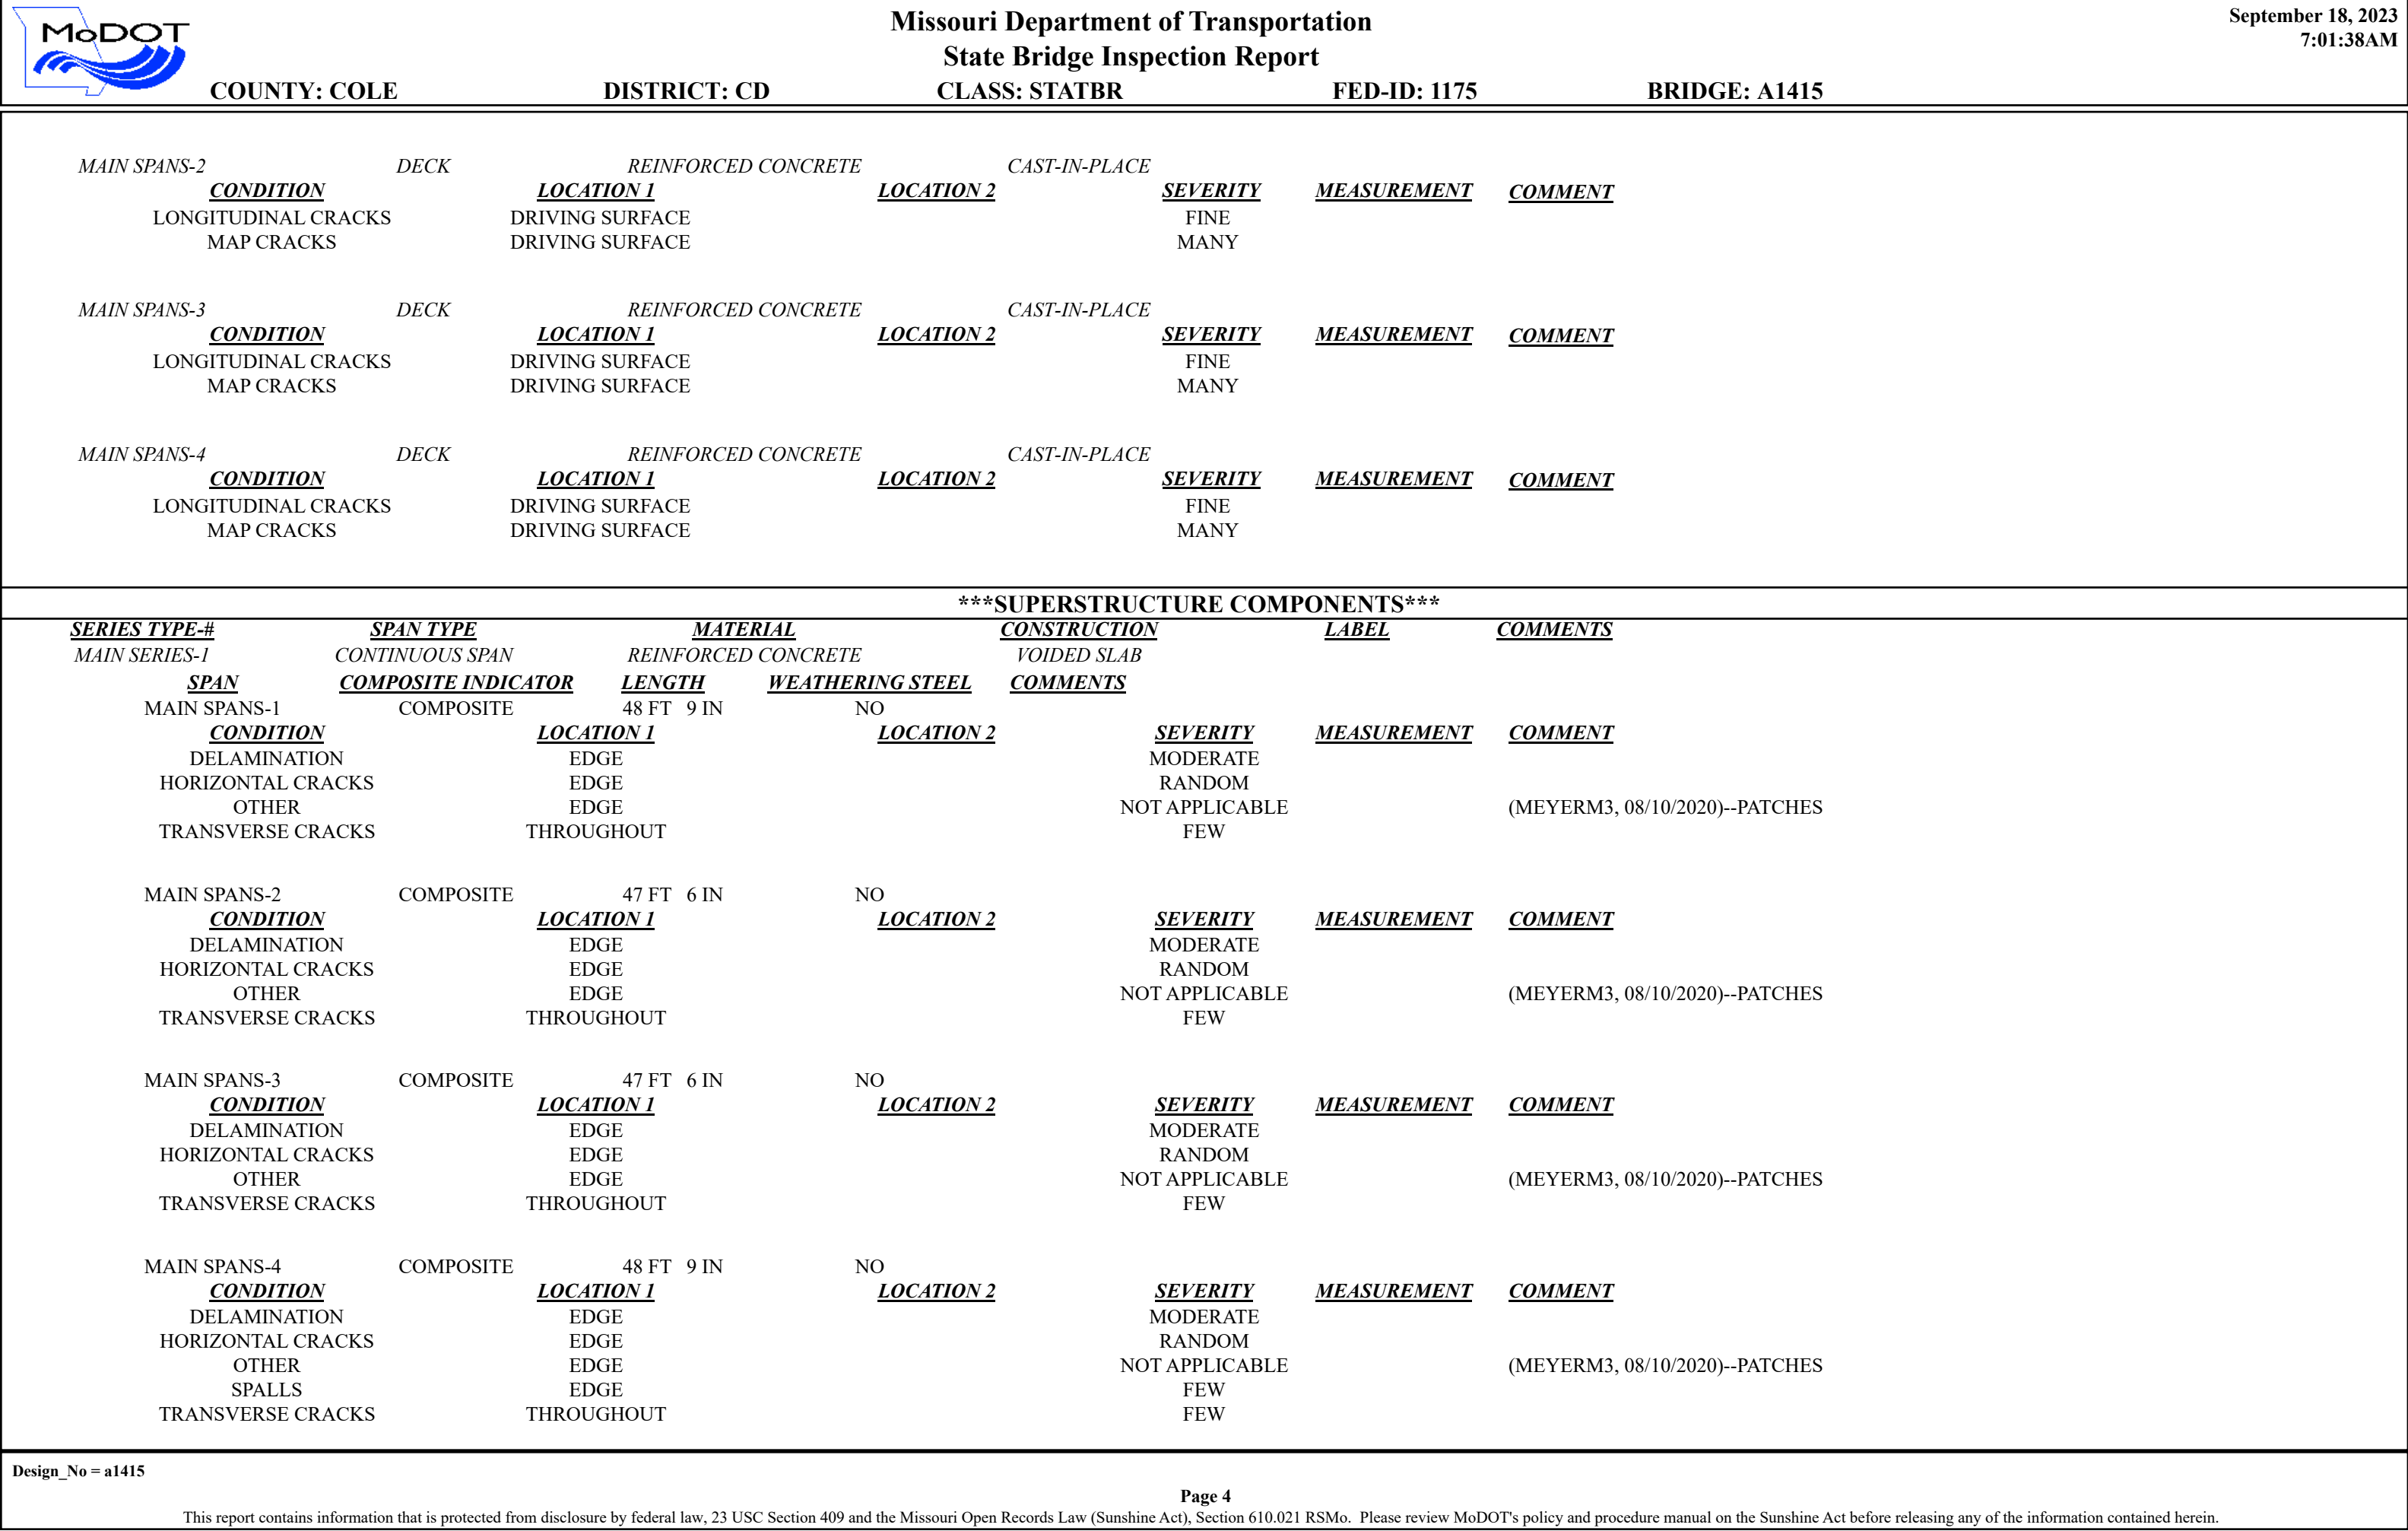 MoDOT
Missouri Department of Transportation
State Bridge Inspection Report
September 18, 2023
7:01:38AM
COUNTY: COLE DISTRICT: CD CLASS: STATBR FED-ID: 1175 BRIDGE: A1415
MAIN SPANS-2 DECK REINFORCED CONCRETE CAST-IN-PLACE
CONDITION LOCATION 1 LOCATION 2 SEVERITY MEASUREMENT COMMENT
LONGITUDINAL CRACKS DRIVING SURFACE FINE
MAP CRACKS DRIVING SURFACE MANY
MAIN SPANS-3 DECK REINFORCED CONCRETE CAST-IN-PLACE
CONDITION LOCATION 1 LOCATION 2 SEVERITY MEASUREMENT COMMENT
LONGITUDINAL CRACKS DRIVING SURFACE FINE
MAP CRACKS DRIVING SURFACE MANY
MAIN SPANS-4 DECK REINFORCED CONCRETE CAST-IN-PLACE
CONDITION LOCATION 1 LOCATION 2 SEVERITY MEASUREMENT COMMENT
LONGITUDINAL CRACKS DRIVING SURFACE FINE
MAP CRACKS DRIVING SURFACE MANY
***SUPERSTRUCTURE COMPONENTS***
SERIES TYPE-# SPAN TYPE MATERIAL CONSTRUCTION LABEL COMMENTS
MAIN SERIES-1 CONTINUOUS SPAN REINFORCED CONCRETE VOIDED SLAB
SPAN COMPOSITE INDICATOR LENGTH WEATHERING STEEL COMMENTS
MAIN SPANS-1 COMPOSITE 48 FT 9 IN NO
CONDITION LOCATION 1 LOCATION 2 SEVERITY MEASUREMENT COMMENT
DELAMINATION EDGE MODERATE
HORIZONTAL CRACKS EDGE RANDOM
OTHER EDGE NOT APPLICABLE (MEYERM3, 08/10/2020)--PATCHES
TRANSVERSE CRACKS THROUGHOUT FEW
MAIN SPANS-2 COMPOSITE 47 FT 6 IN NO
CONDITION LOCATION 1 LOCATION 2 SEVERITY MEASUREMENT COMMENT
DELAMINATION EDGE MODERATE
HORIZONTAL CRACKS EDGE RANDOM
OTHER EDGE NOT APPLICABLE (MEYERM3, 08/10/2020)--PATCHES
TRANSVERSE CRACKS THROUGHOUT FEW
MAIN SPANS-3 COMPOSITE 47 FT 6 IN NO
CONDITION LOCATION 1 LOCATION 2 SEVERITY MEASUREMENT COMMENT
DELAMINATION EDGE MODERATE
HORIZONTAL CRACKS EDGE RANDOM
OTHER EDGE NOT APPLICABLE (MEYERM3, 08/10/2020)--PATCHES
TRANSVERSE CRACKS THROUGHOUT FEW
MAIN SPANS-4 COMPOSITE 48 FT 9 IN NO
CONDITION LOCATION 1 LOCATION 2 SEVERITY MEASUREMENT COMMENT
DELAMINATION EDGE MODERATE
HORIZONTAL CRACKS EDGE RANDOM
OTHER EDGE NOT APPLICABLE (MEYERM3, 08/10/2020)--PATCHES
SPALLS EDGE FEW
TRANSVERSE CRACKS THROUGHOUT FEW
Design_No = a1415
Page 4
This report contains information that is protected from disclosure by federal law, 23 USC Section 409 and the Missouri Open Records Law (Sunshine Act), Section 610.021 RSMo. Please review MoDOT's policy and procedure manual on the Sunshine Act before releasing any of the information contained herein.